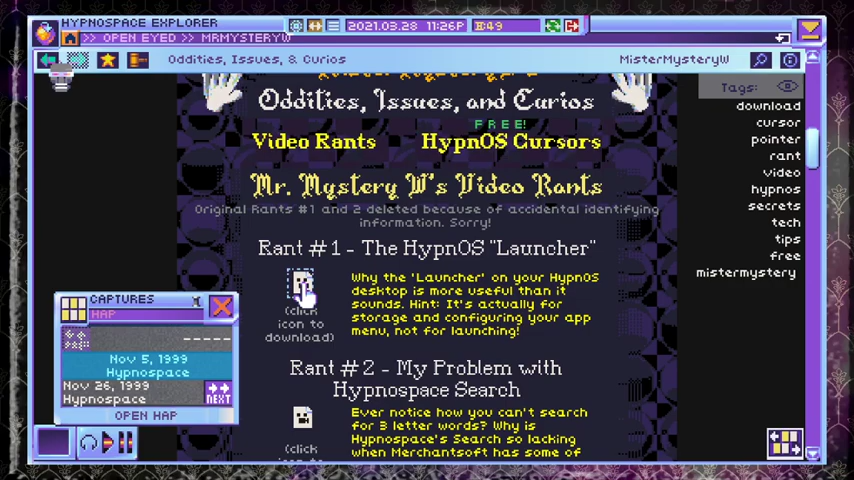 HYPNOSPACE EXPLORER
2021.03.28 11:26P
49
>> OPEN EYED >> MRMYSTERYW
Oddities, Issues, & Curios
MisterMysteryW
Oddities, Issues, and Curios
FREE!
Video Rants
HypnOS Cursors
Mr. Mystery W's Video Rants
Original Rants #1 and 2 deleted because of accidental identifying
information. Sorry!
Rant #1 - The HypnOS "Launcher"
(click
icon to
download)
Why the 'Launcher' on your HypnOS
desktop is more useful than it
sounds. Hint: It's actually for
storage and configuring your app
menu, not for launching!
Rant #2 - My Problem with
Hypnospace Search
(click
Ever notice how you can't search
for 3 letter words? Why is
Hypnospace's Search so lacking
when Merchantsoft has some of
Tags:
download
cursor
pointer
rant
video
hypnos
secrets
tech
tips
free
mistermystery
CAPTURES
HAP
------
Nov 5, 1999
Hypnospace
Nov 26, 1999
Hypnospace
NEXT
OPEN HAP